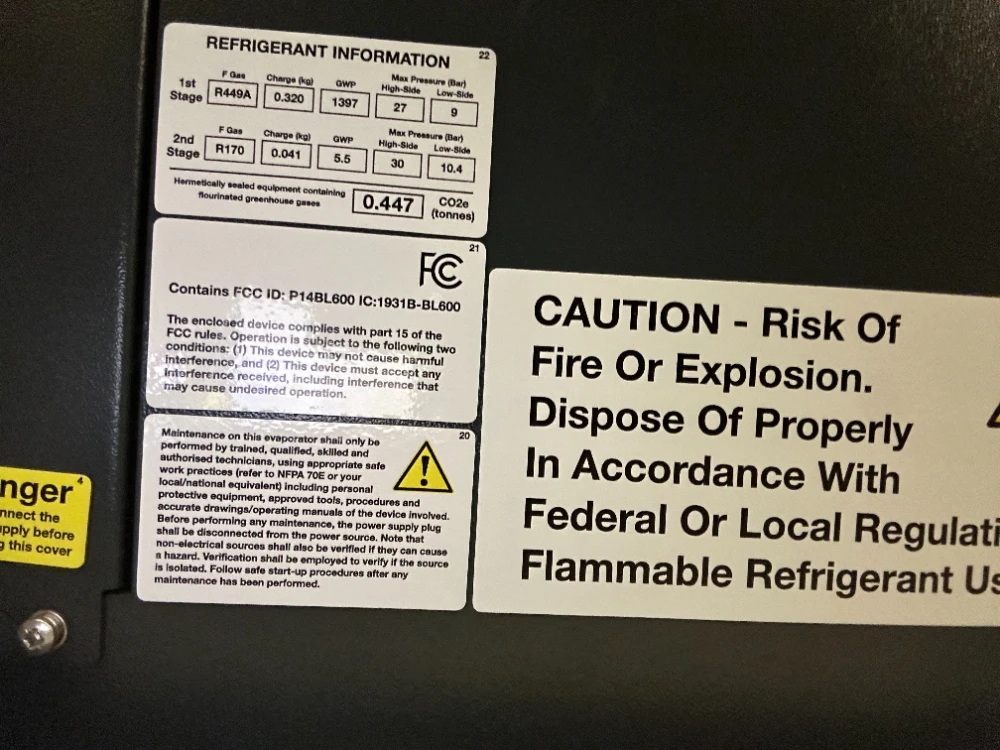 REFRIGERANT INFORMATION 22
F Gas Charge (kg) GWP Max Pressure (Bar)
High-Side Low-Side
1st Stage R449A 0.320 1397 27 9
F Gas Charge (kg) GWP Max Pressure (Bar)
High-Side Low-Side
2nd Stage R170 0.041 5.5 30 10.4
Hermetically sealed equipment containing
flourinated greenhouse gases 0.447 CO2e (tonnes)
21
FC
Contains FCC ID: P14BL600 IC:1931B-BL600
The enclosed device complies with part 15 of the
FCC rules. Operation is subject to the following two
conditions: (1) This device may not cause harmful
interference, and (2) This device must accept any
interference received, including interference that
may cause undesired operation.
20
Maintenance on this evaporator shall only be
performed by trained, qualified, skilled and
authorised technicians, using appropriate safe
work practices (refer to NFPA 70E or your
local/national equivalent) including personal
protective equipment, approved tools, procedures and
accurate drawings/operating manuals of the device involved.
Before performing any maintenance, the power supply plug
shall be disconnected from the power source. Note that
non-electrical sources shall also be verified if they can cause
a hazard. Verification shall be employed to verify if the source
is isolated. Follow safe start-up procedures after any
maintenance has been performed.
nger 4
nnect the
pply before
g this cover
CAUTION - Risk Of
Fire Or Explosion.
Dispose Of Properly
In Accordance With
Federal Or Local Regulati
Flammable Refrigerant Us